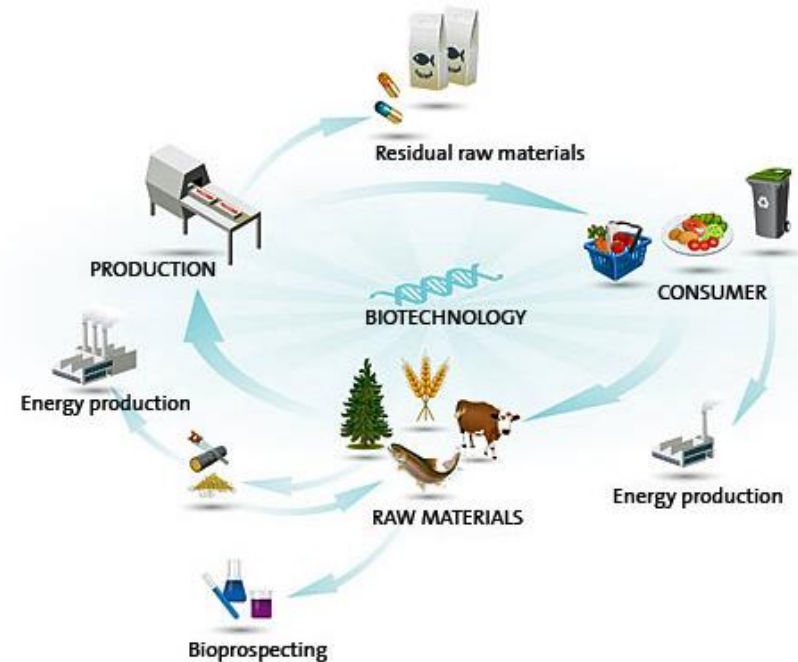 Residual raw materials
PRODUCTION
CONSUMER
BIOTECHNOLOGY
Energy production
Energy production
RAW MATERIALS
Bioprospecting